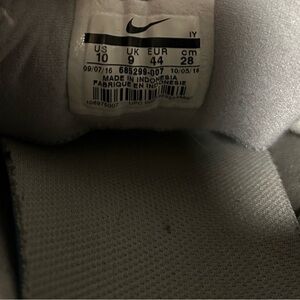 IY
US UK EUR cm
10 9 44 28
09/07/16 685299-007 10/05/16
MADE IN INDONESIA
FABRIQUE EN INDONESIE